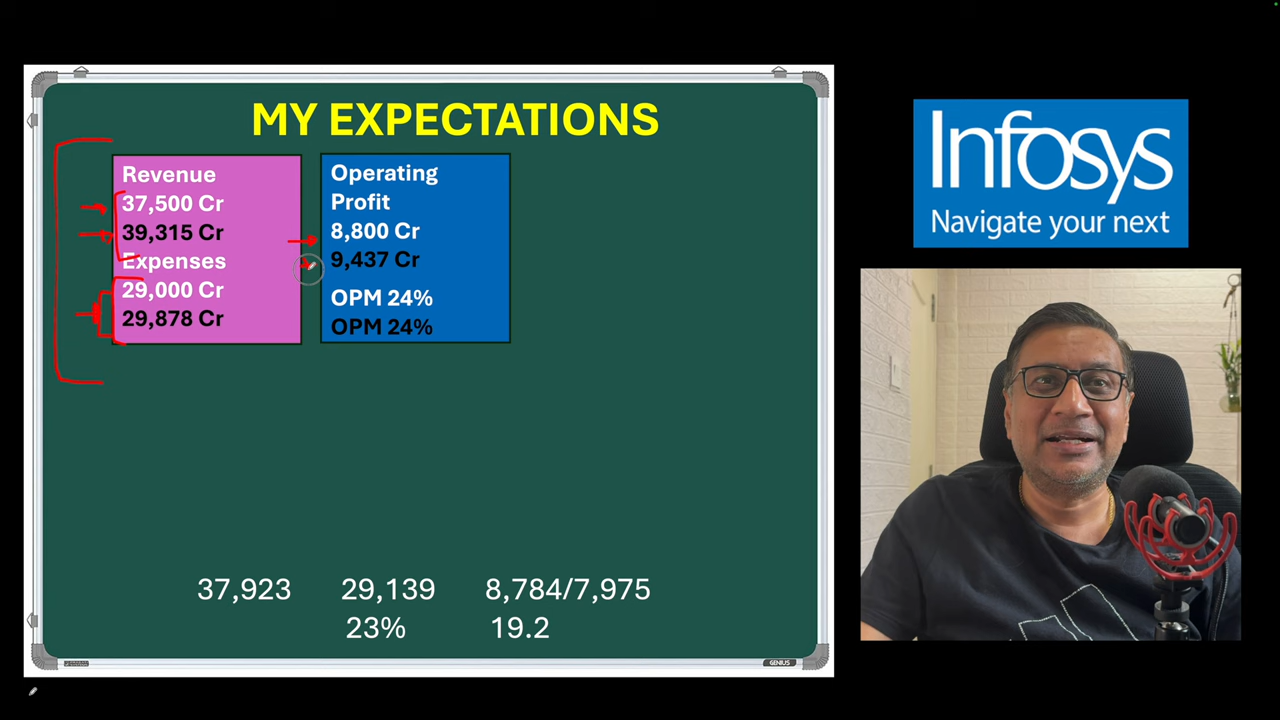 MY EXPECTATIONS
Revenue
37,500 Cr
39,315 Cr
Expenses
29,000 Cr
29,878 Cr
Operating
Profit
8,800 Cr
9,437 Cr
OPM 24%
OPM 24%
37,923 29,139 8,784/7,975
23% 19.2
GENIUS
Infosys
Navigate your next